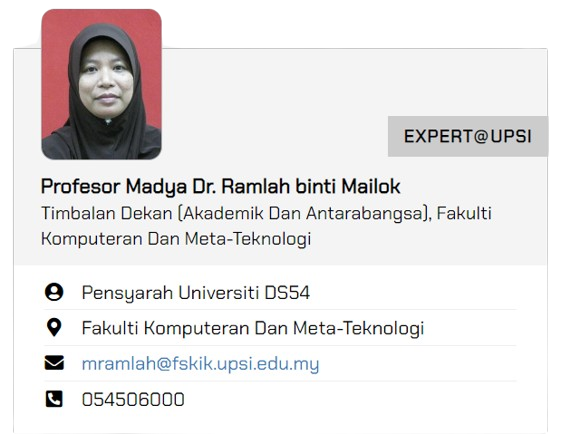 EXPERT@UPSI
Profesor Madya Dr. Ramlah binti Mailok
Timbalan Dekan (Akademik Dan Antarabangsa), Fakulti
Komputeran Dan Meta-Teknologi
Pensyarah Universiti DS54
Fakulti Komputeran Dan Meta-Teknologi
mramlah@fskik.upsi.edu.my
054506000